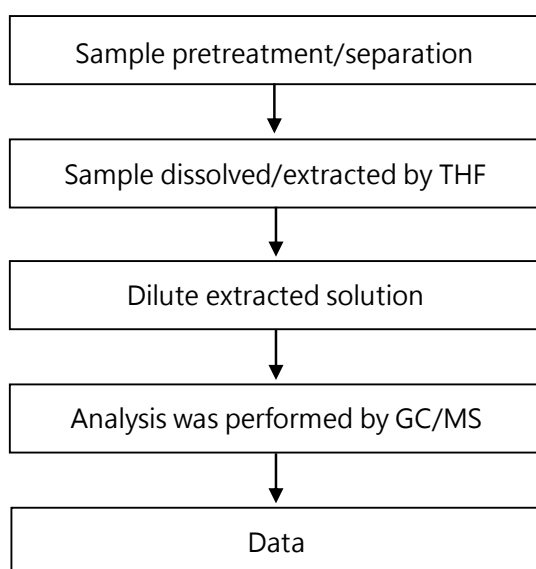 Sample pretreatment/separation
Sample dissolved/extracted by THF
Dilute extracted solution
Analysis was performed by GC/MS
Data